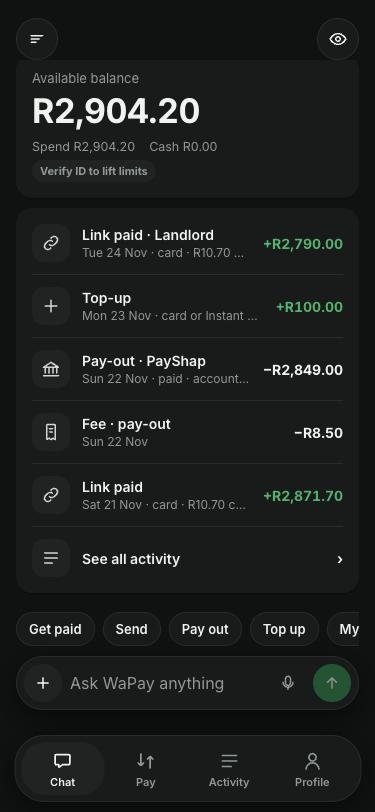 Available balance
R2,904.20
Spend R2,904.20 Cash R0.00
Verify ID to lift limits
Link paid · Landlord
+R2,790.00
Tue 24 Nov · card · R10.70 ...
Top-up
+R100.00
Mon 23 Nov · card or Instant ...
Pay-out · PayShap
−R2,849.00
Sun 22 Nov · paid · account...
Fee · pay-out
−R8.50
Sun 22 Nov
Link paid
+R2,871.70
Sat 21 Nov · card · R10.70 c...
See all activity ›
Get paid Send Pay out Top up My
Ask WaPay anything
Chat Pay Activity Profile